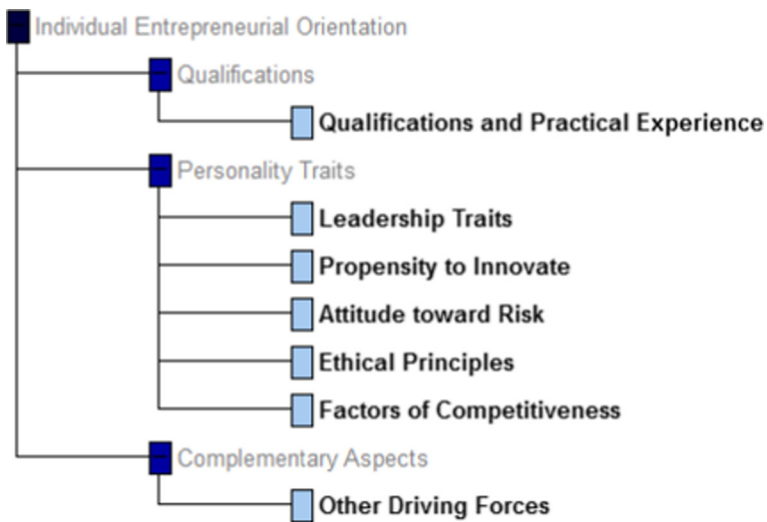 Individual Entrepreneurial Orientation
Qualifications
Qualifications and Practical Experience
Personality Traits
Leadership Traits
Propensity to Innovate
Attitude toward Risk
Ethical Principles
Factors of Competitiveness
Complementary Aspects
Other Driving Forces